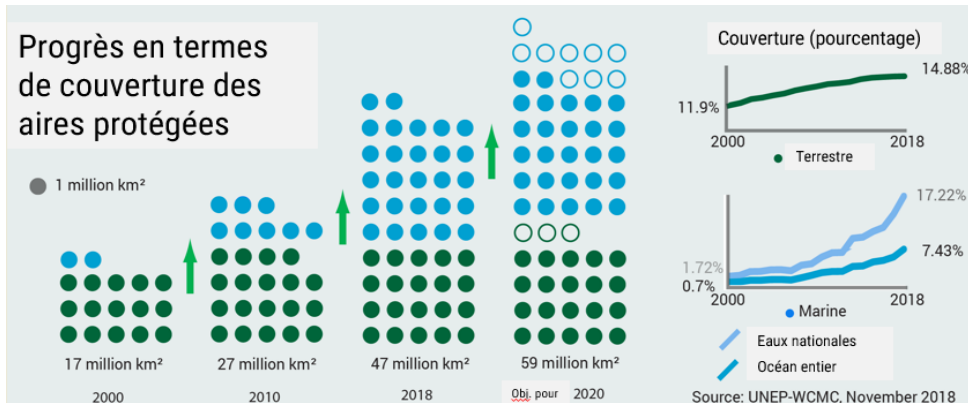 Progrès en termes
de couverture des
aires protégées
1 million km²
17 million km²
27 million km²
47 million km²
59 million km²
2000
2010
2018
Obj. pour 2020
Couverture (pourcentage)
14.88%
11.9%
2000 2018
Terrestre
17.22%
7.43%
1.72%
0.7%
2000 2018
Marine
Eaux nationales
Océan entier
Source: UNEP-WCMC, November 2018